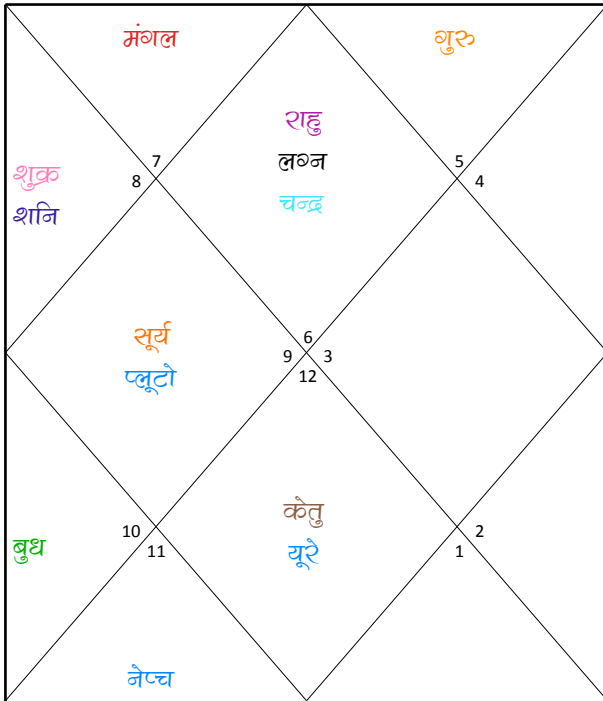 मंगल
गुरु
राहु
लग्न
चन्द्र
7
8
5
4
शुक्र
शनि
सूर्य
प्लूटो
6
9 3
12
केतु
यूरे
10
11
2
1
बुध
नेप्च